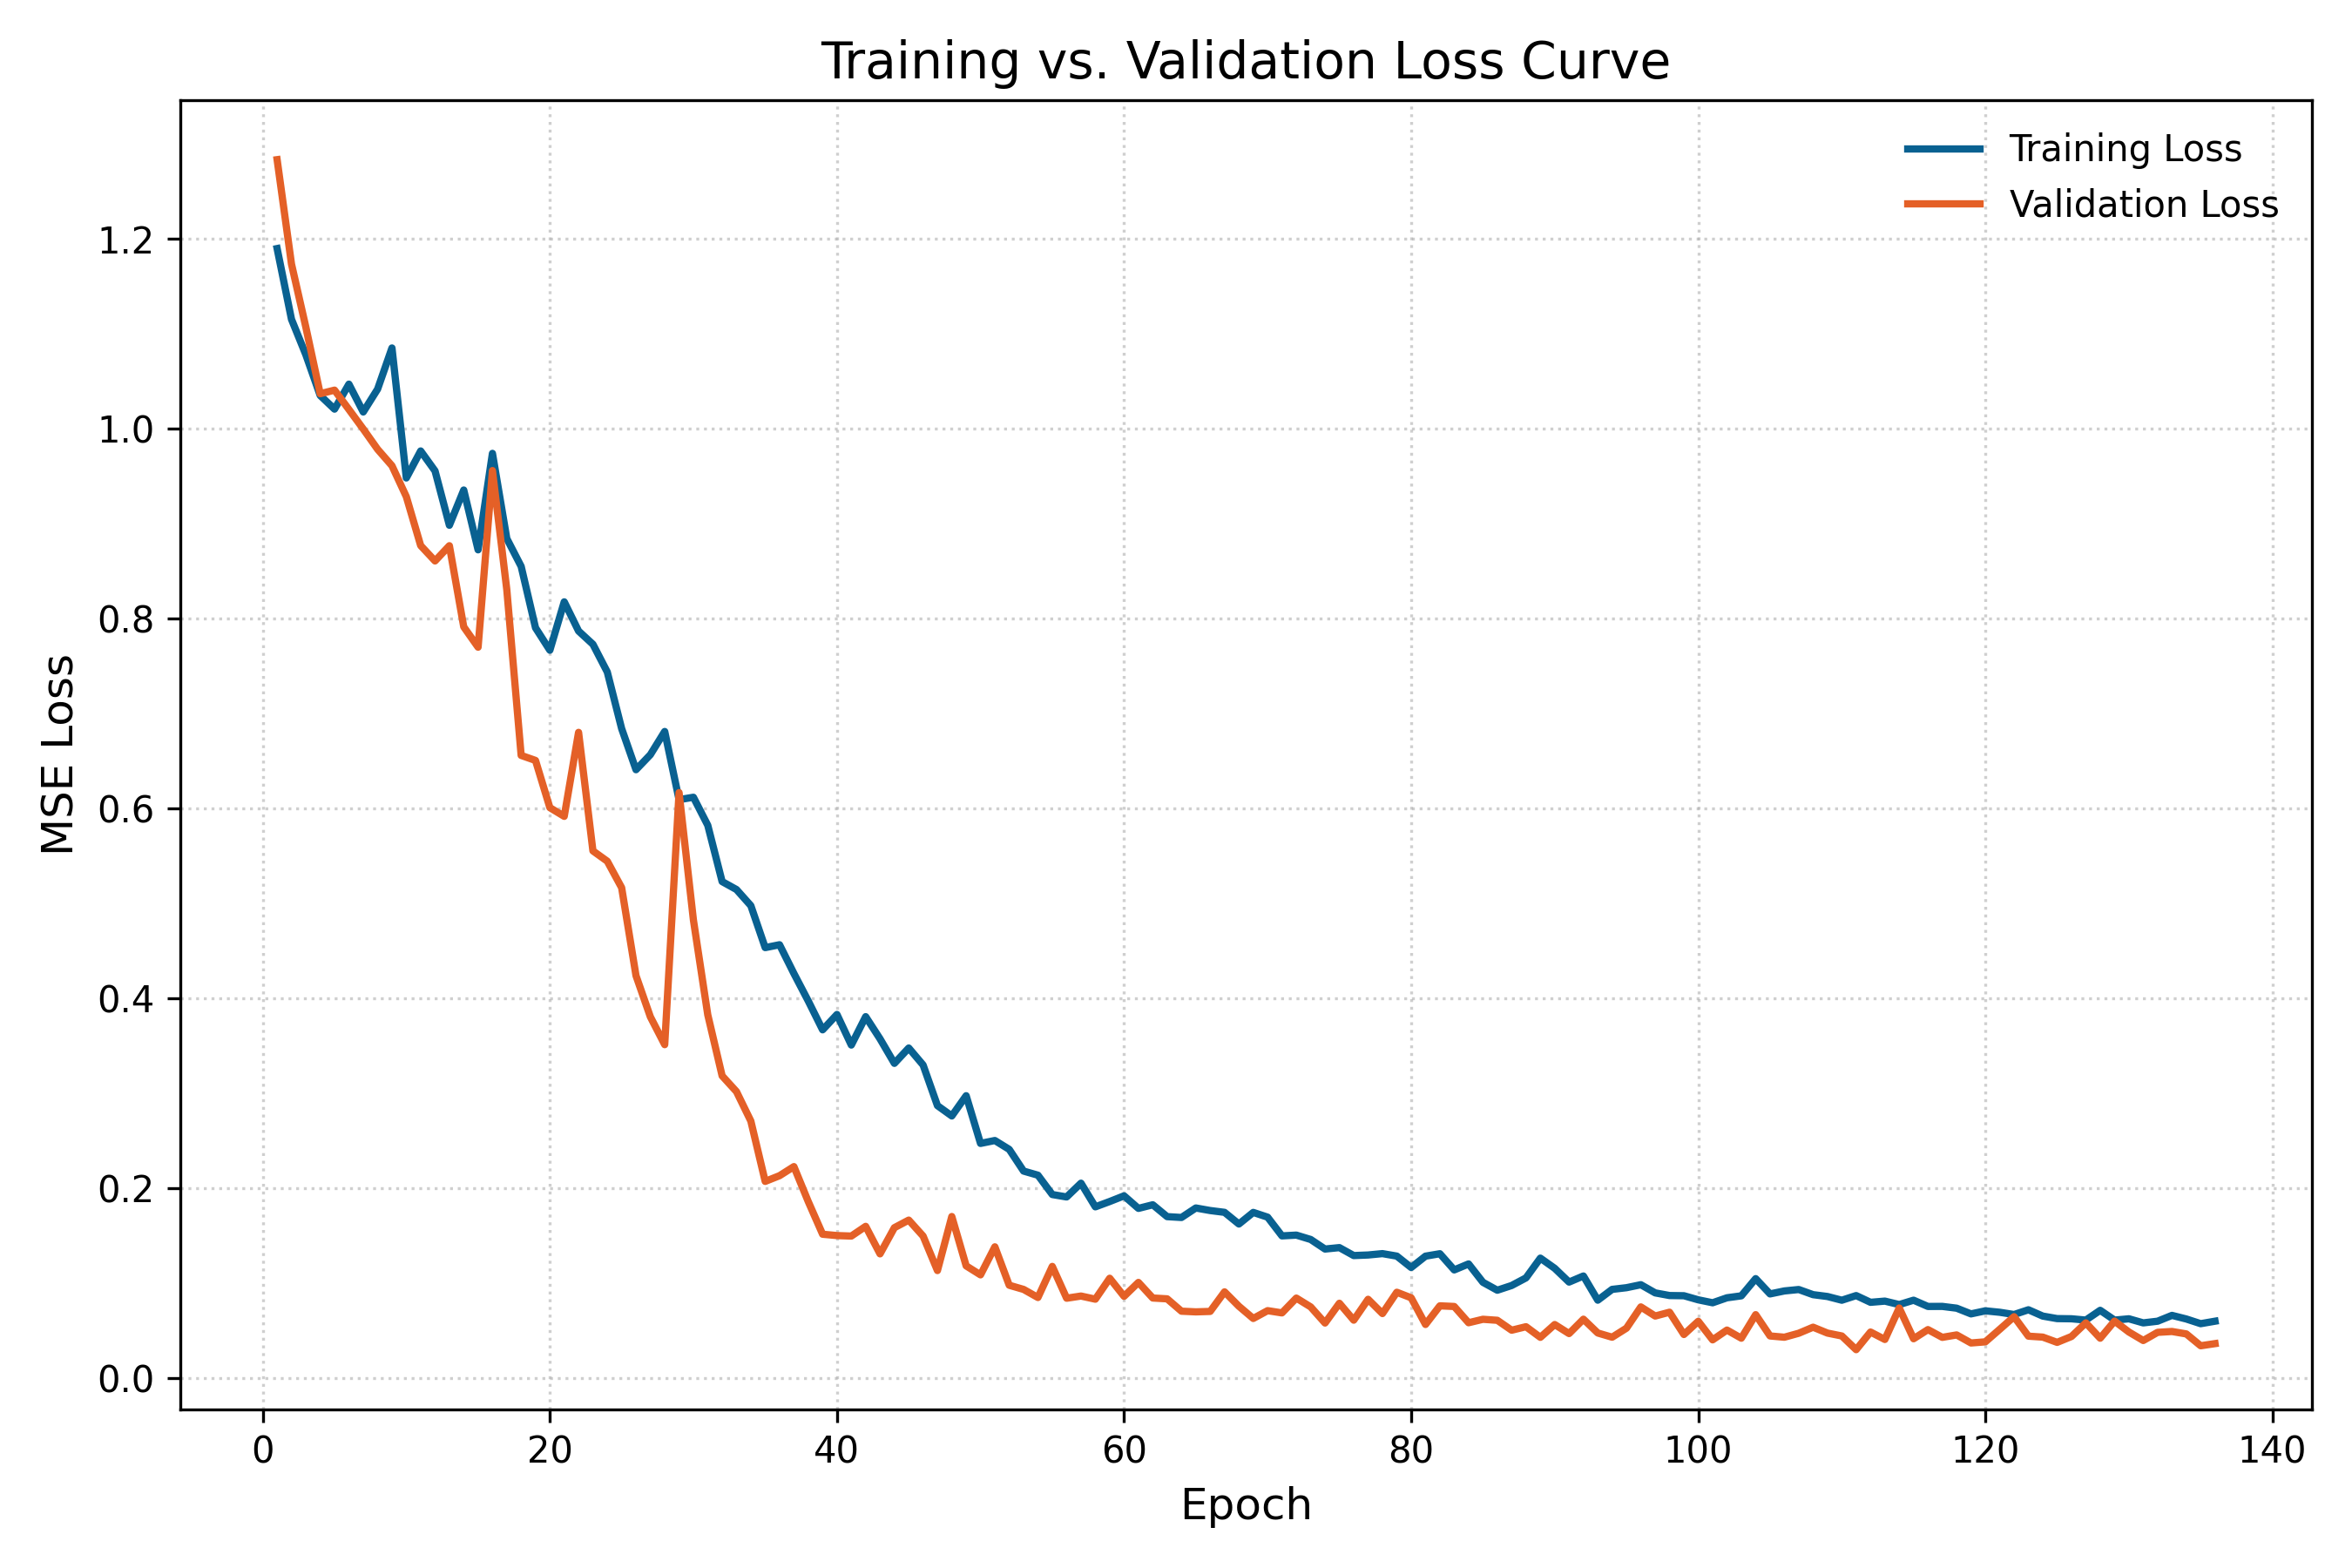 Training vs. Validation Loss Curve
Training Loss
Validation Loss
MSE Loss
1.2
1.0
0.8
0.6
0.4
0.2
0.0
0 20 40 60 80 100 120 140
Epoch